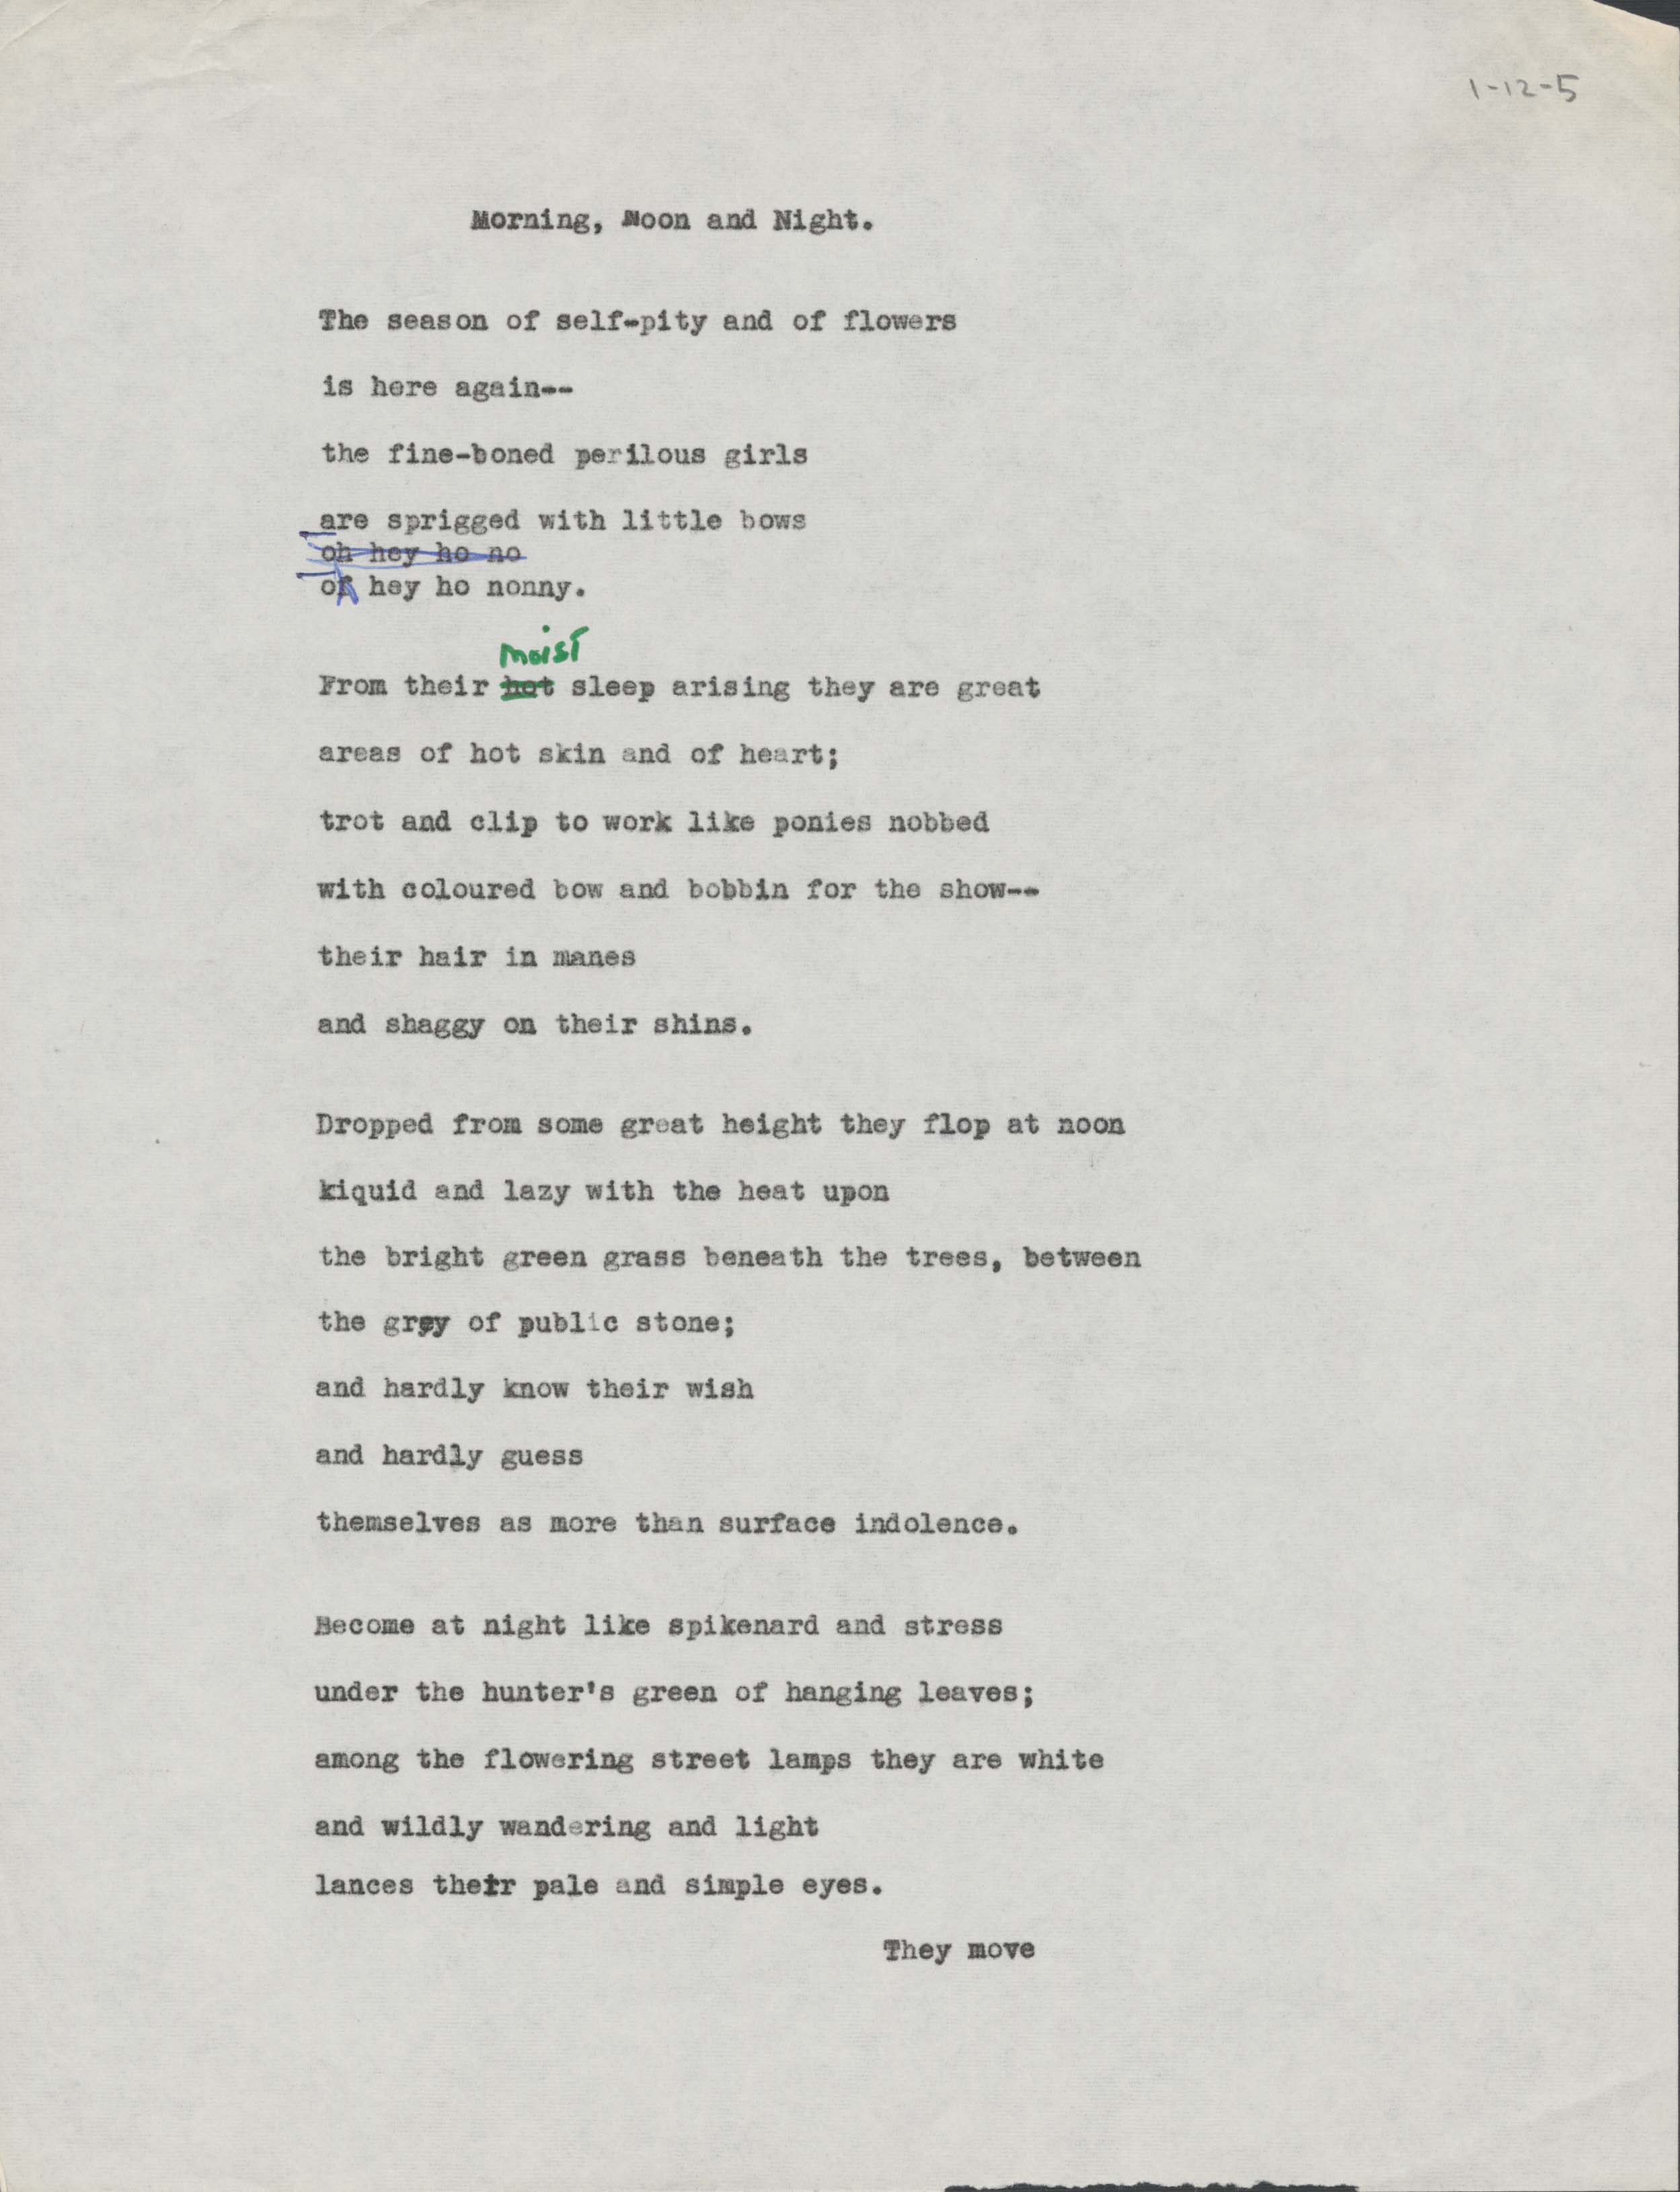 1-12-5
Morning, Noon and Night.
The season of self-pity and of flowers
is here again--
the fine-boned perilous girls
are sprigged with little bows
oh hey ho no
of hey ho nonny.
moist
From their hot sleep arising they are great
areas of hot skin and of heart;
trot and clip to work like ponies nobbed
with coloured bow and bobbin for the show--
their hair in manes
and shaggy on their shins.
Dropped from some great height they flop at noon
kiquid and lazy with the heat upon
the bright green grass beneath the trees, between
the grey of public stone;
and hardly know their wish
and hardly guess
themselves as more than surface indolence.
Become at night like spikenard and stress
under the hunter's green of hanging leaves;
among the flowering street lamps they are white
and wildly wandering and light
lances their pale and simple eyes.
They move